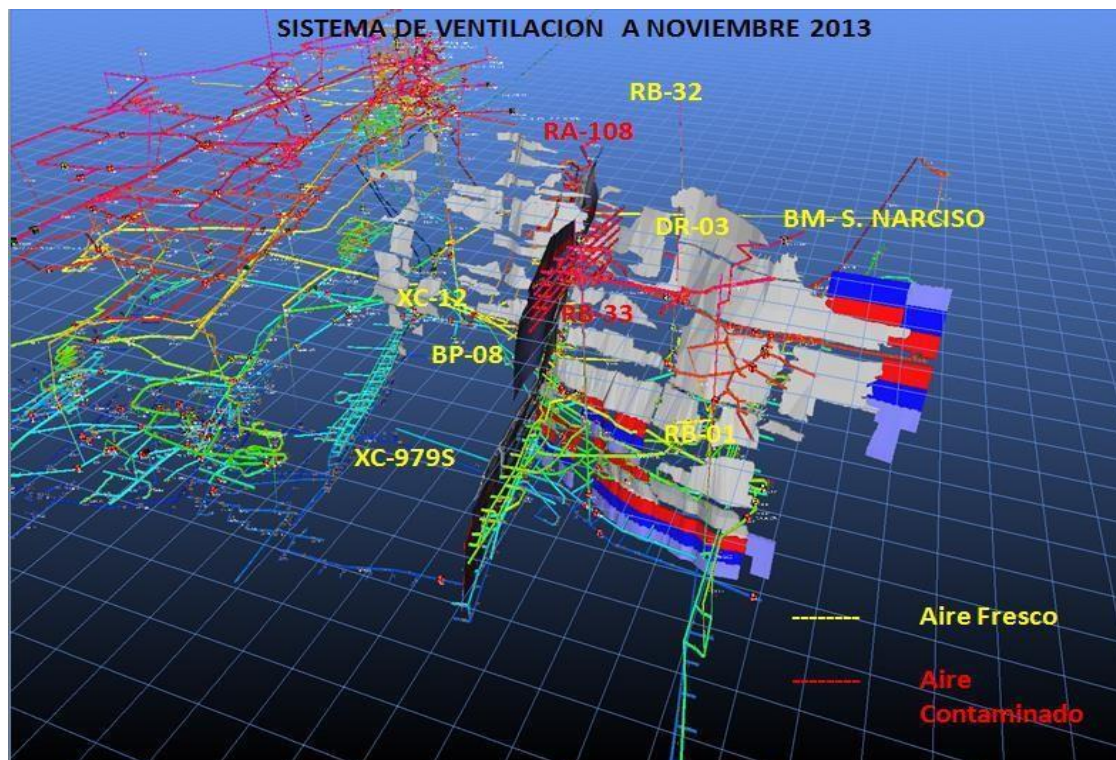 SISTEMA DE VENTILACION A NOVIEMBRE 2013
RB-32
RA-108
DR-03
BM- S. NARCISO
XC-12
RB-33
BP-08
RB-01
XC-979S
-------- Aire Fresco
-------- Aire
Contaminado